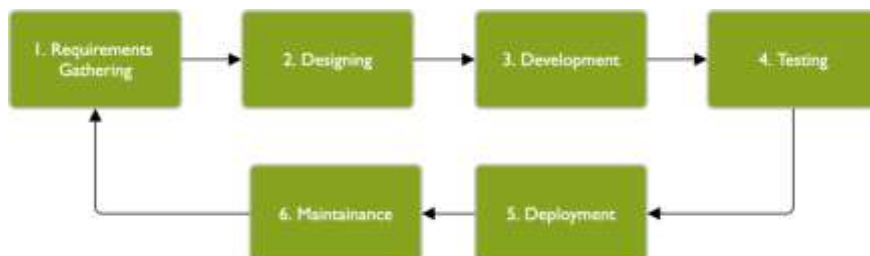 1. Requirements
Gathering
2. Designing
3. Development
4. Testing
6. Maintainance
5. Deployment